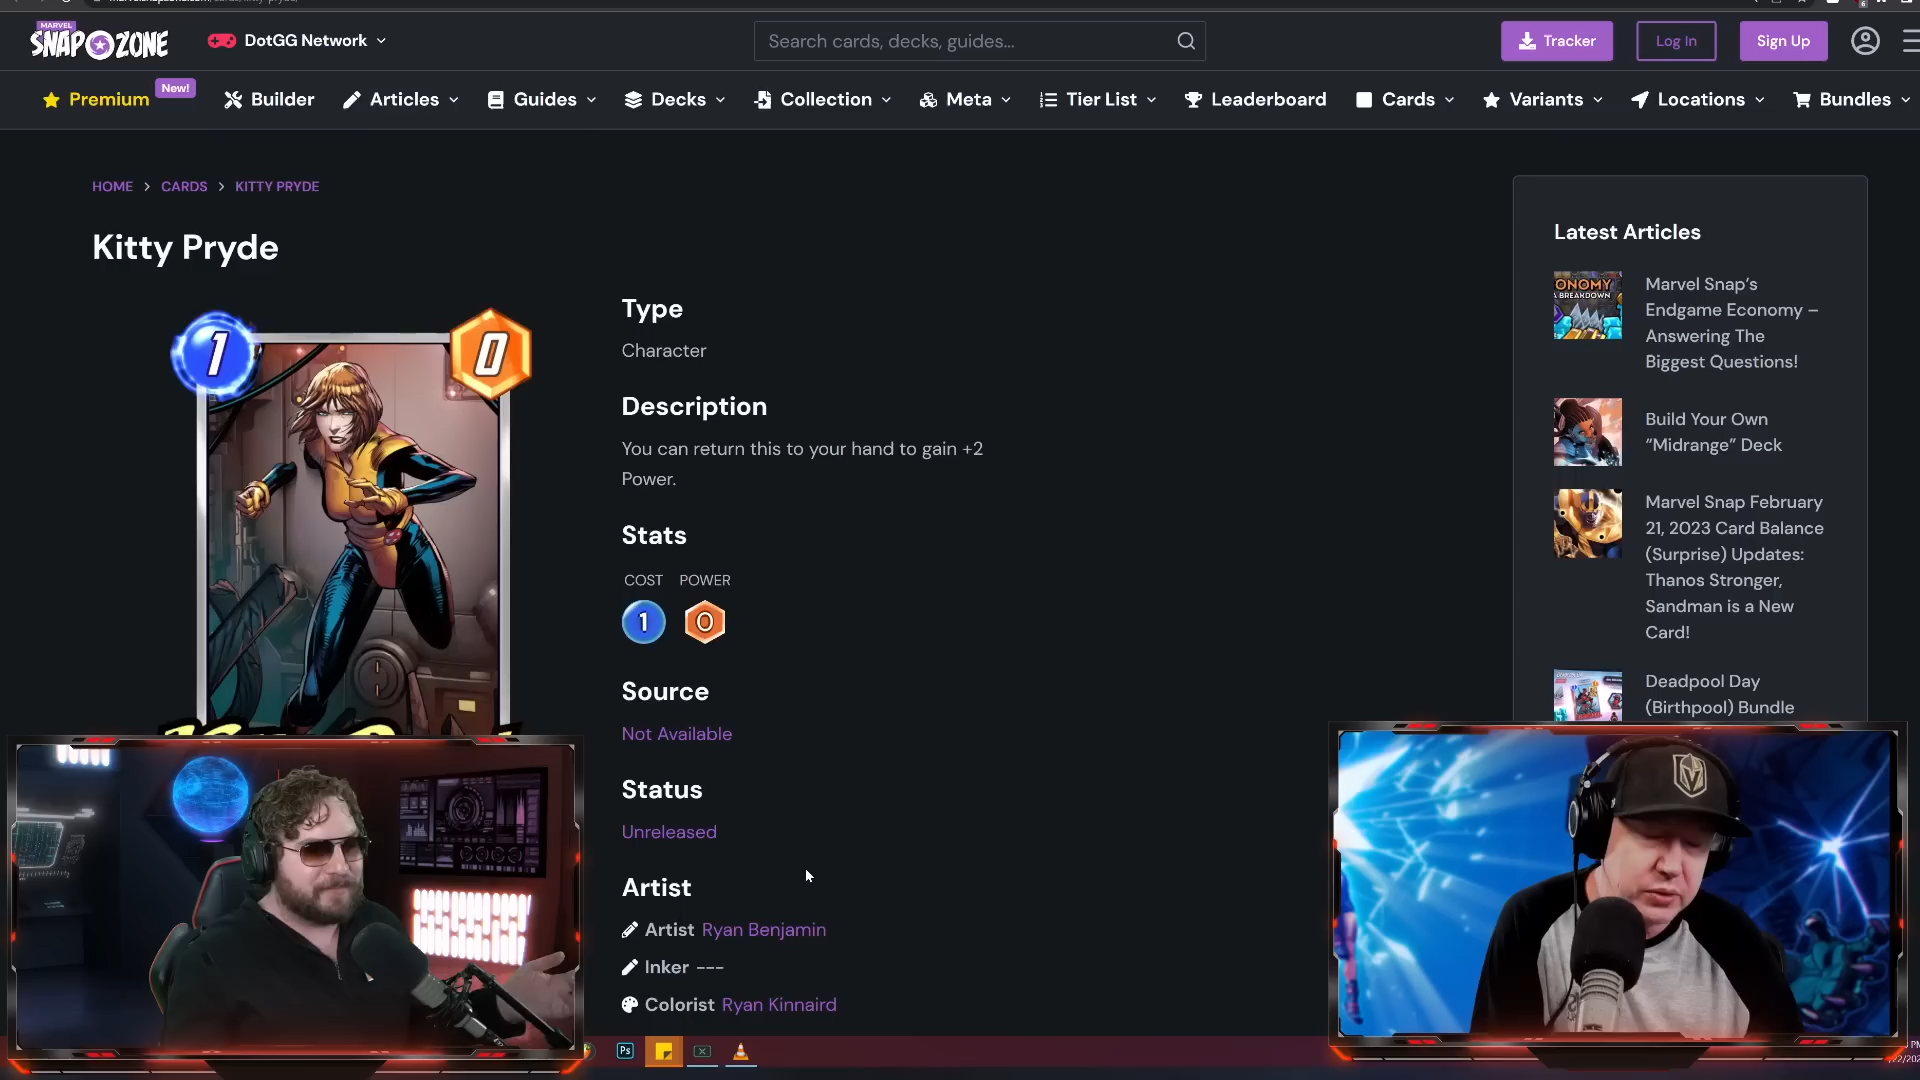 MARVEL
SNAP ZONE
DotGG Network
Search cards, decks, guides...
Tracker
Log In
Sign Up
Premium
New!
Builder
Articles
Guides
Decks
Collection
Meta
Tier List
Leaderboard
Cards
Variants
Locations
Bundles
HOME > CARDS > KITTY PRYDE
Kitty Pryde
1
0
Type
Character
Description
You can return this to your hand to gain +2
Power.
Stats
COST POWER
1 0
Source
Not Available
Status
Unreleased
Artist
Artist Ryan Benjamin
Inker ---
Colorist Ryan Kinnaird
Latest Articles
Marvel Snap's
Endgame Economy –
Answering The
Biggest Questions!
Build Your Own
“Midrange” Deck
Marvel Snap February
21, 2023 Card Balance
(Surprise) Updates:
Thanos Stronger,
Sandman is a New
Card!
Deadpool Day
(Birthpool) Bundle
ONOMY
A BREAKDOWN
Ps